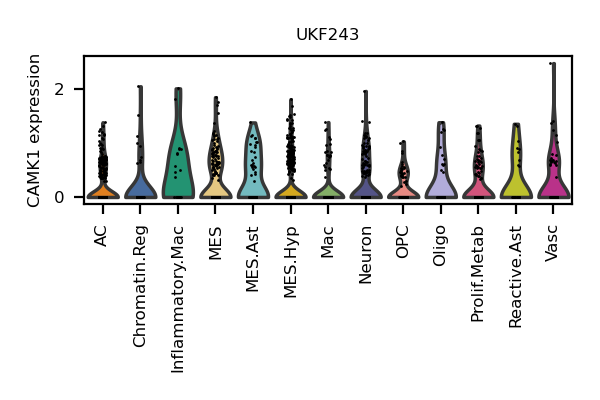 UKF243
CAMK1 expression
2
0
AC
Chromatin.Reg
Inflammatory.Mac
MES
MES.Ast
MES.Hyp
Mac
Neuron
OPC
Oligo
Prolif.Metab
Reactive.Ast
Vasc